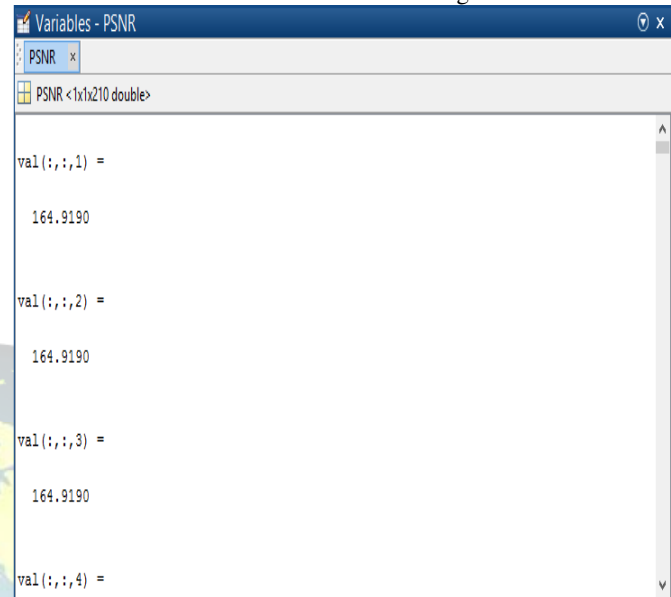 Variables - PSNR
PSNR x
PSNR <1x1x210 double>
val(:,:,1) =
164.9190
val(:,:,2) =
164.9190
val(:,:,3) =
164.9190
val(:,:,4) =